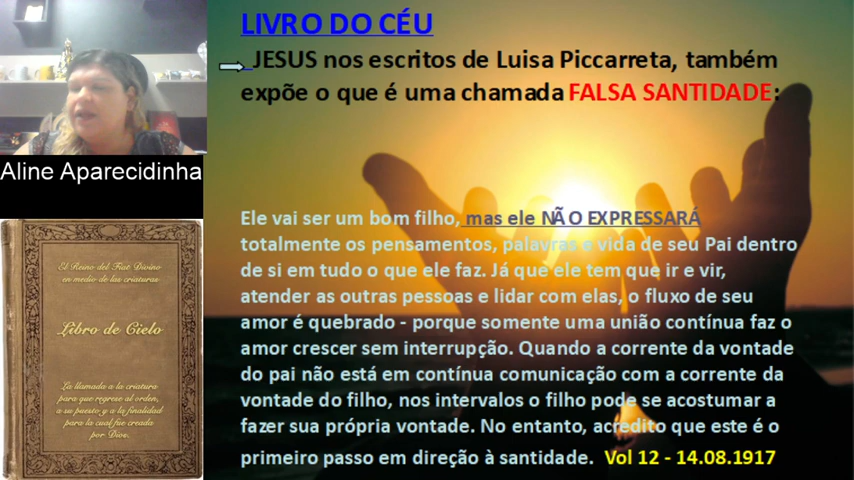 LIVRO DO CÉU
JESUS nos escritos de Luisa Piccarreta, também
expõe o que é uma chamada FALSA SANTIDADE:
Aline Aparecidinha
Ele vai ser um bom filho, mas ele NÃO EXPRESSARÁ
totalmente os pensamentos, palavras e vida de seu Pai dentro
de si em tudo o que ele faz. Já que ele tem que ir e vir,
atender as outras pessoas e lidar com elas, o fluxo de seu
amor é quebrado - porque somente uma união contínua faz o
amor crescer sem interrupção. Quando a corrente da vontade
do pai não está em contínua comunicação com a corrente da
vontade do filho, nos intervalos o filho pode se acostumar a
fazer sua própria vontade. No entanto, acredito que este é o
primeiro passo em direção à santidade. Vol 12 - 14.08.1917
El Reino del Fiat Divino
en medio de las criaturas
Libro de Cielo
La llamada a la criatura
para que regrese al orden,
a su puesto y a la finalidad
para la cual fue creada
por Dios.